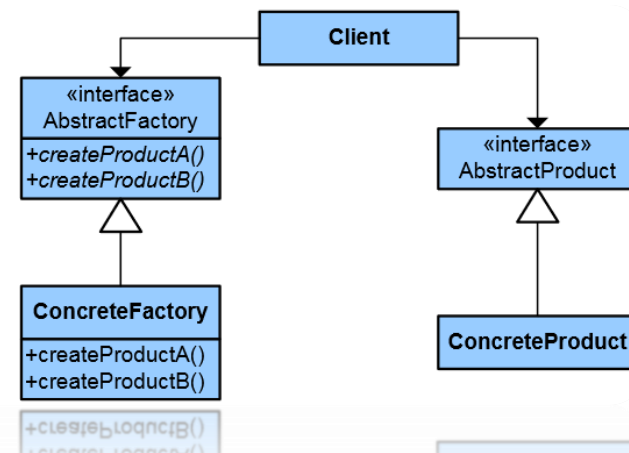 Client
«interface»
AbstractFactory
+createProductA()
+createProductB()
«interface»
AbstractProduct
ConcreteFactory
+createProductA()
+createProductB()
ConcreteProduct